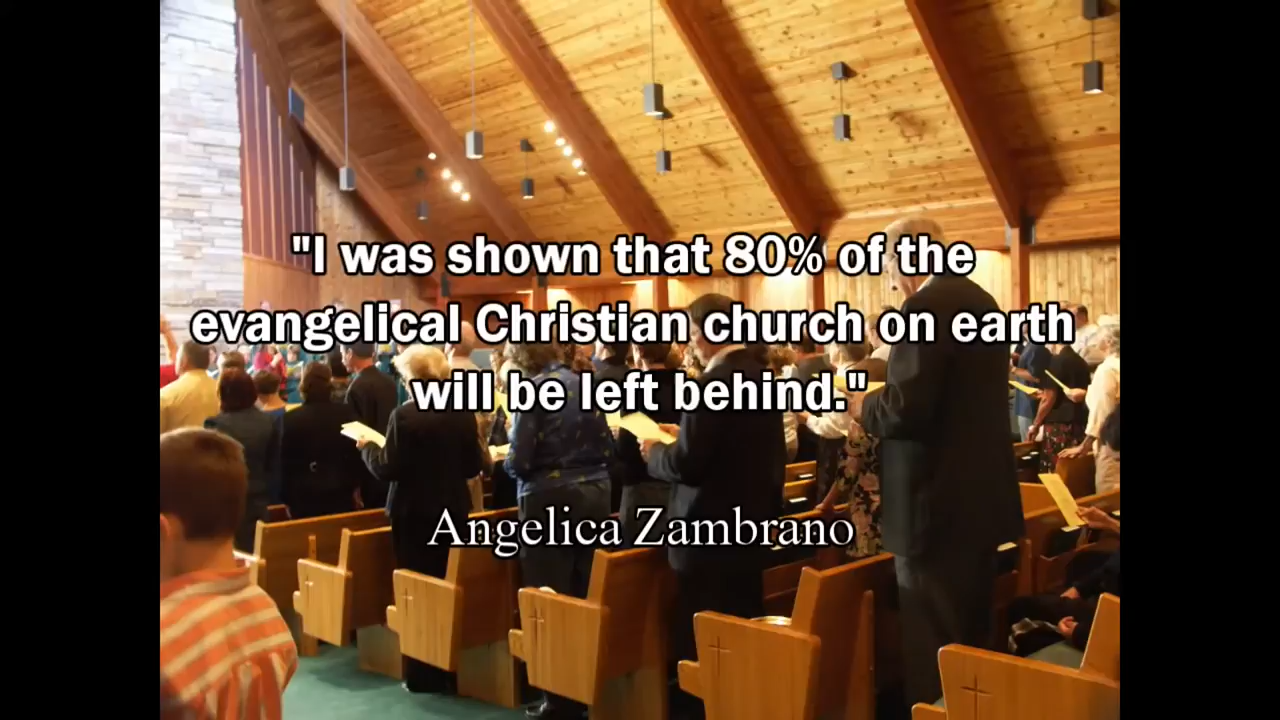 "I was shown that 80% of the
evangelical Christian church on earth
will be left behind."
Angelica Zambrano